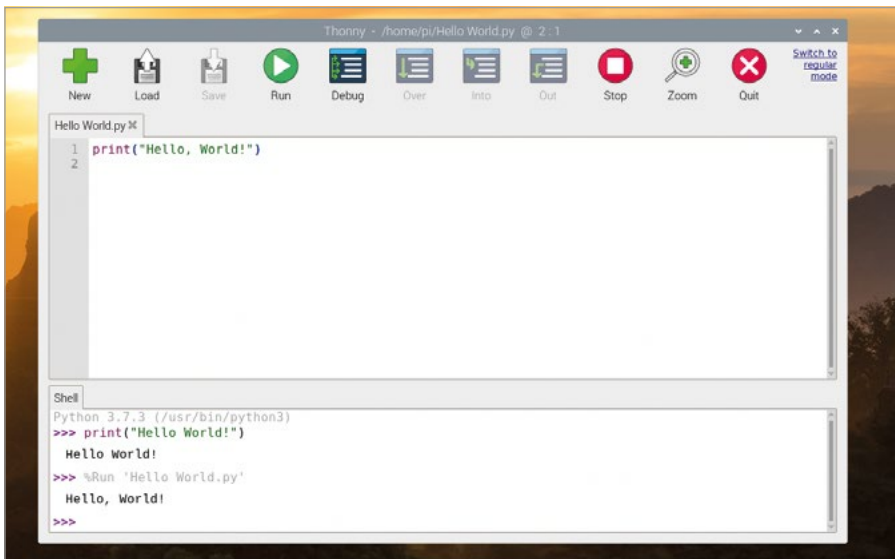 Thonny - /home/pi/Hello World.py @ 2 : 1
New Load Save Run Debug Over Into Out Stop Zoom Quit
Switch to
regular
mode
Hello World.py
1 print("Hello, World!")
2
Shell
Python 3.7.3 (/usr/bin/python3)
>>> print("Hello World!")
Hello World!
>>> %Run 'Hello World.py'
Hello, World!
>>>